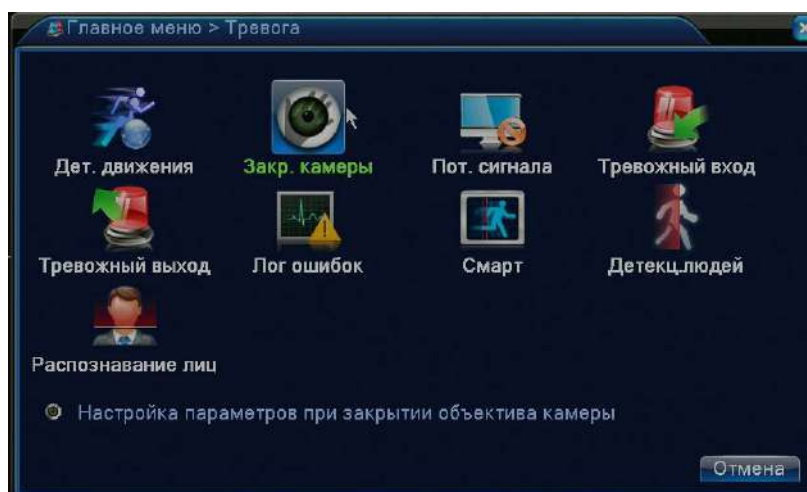 Главное меню > Тревога
Дет. движения
Закр. камеры
Пот. сигнала
Тревожный вход
Тревожный выход
Лог ошибок
Смарт
Детекц.людей
Распознавание лиц
Настройка параметров при закрытии объектива камеры
Отмена